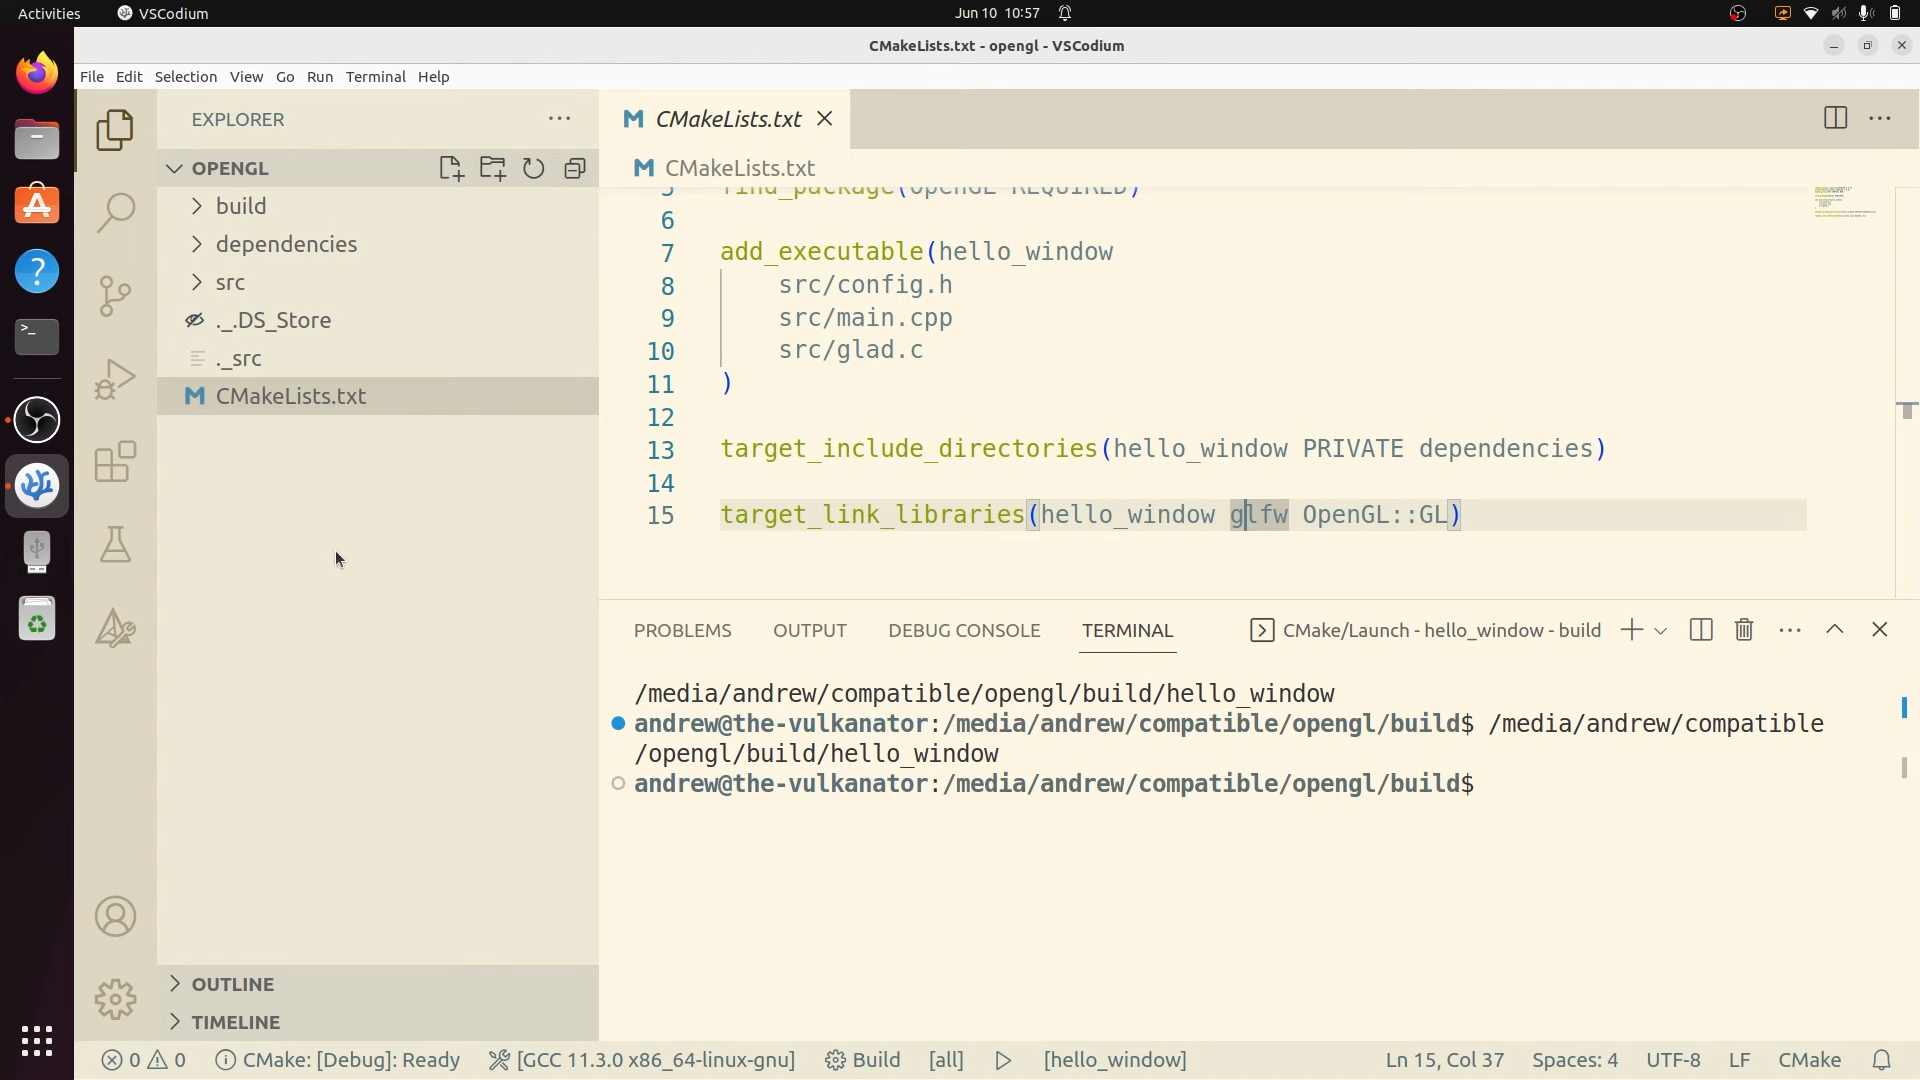 Activities
VSCodium
Jun 10 10:57
CMakeLists.txt - opengl - VSCodium
File Edit Selection View Go Run Terminal Help
EXPLORER
OPENGL
build
dependencies
src
._.DS_Store
._src
CMakeLists.txt
OUTLINE
TIMELINE
CMakeLists.txt
CMakeLists.txt
5 find_package(OpenGL REQUIRED)
6
7 add_executable(hello_window
8 src/config.h
9 src/main.cpp
10 src/glad.c
11 )
12
13 target_include_directories(hello_window PRIVATE dependencies)
14
15 target_link_libraries(hello_window glfw OpenGL::GL)
PROBLEMS OUTPUT DEBUG CONSOLE TERMINAL
CMake/Launch - hello_window - build
/media/andrew/compatible/opengl/build/hello_window
andrew@the-vulkanator:/media/andrew/compatible/opengl/build$ /media/andrew/compatible
/opengl/build/hello_window
andrew@the-vulkanator:/media/andrew/compatible/opengl/build$
0 0 CMake: [Debug]: Ready [GCC 11.3.0 x86_64-linux-gnu] Build [all] [hello_window] Ln 15, Col 37 Spaces: 4 UTF-8 LF CMake